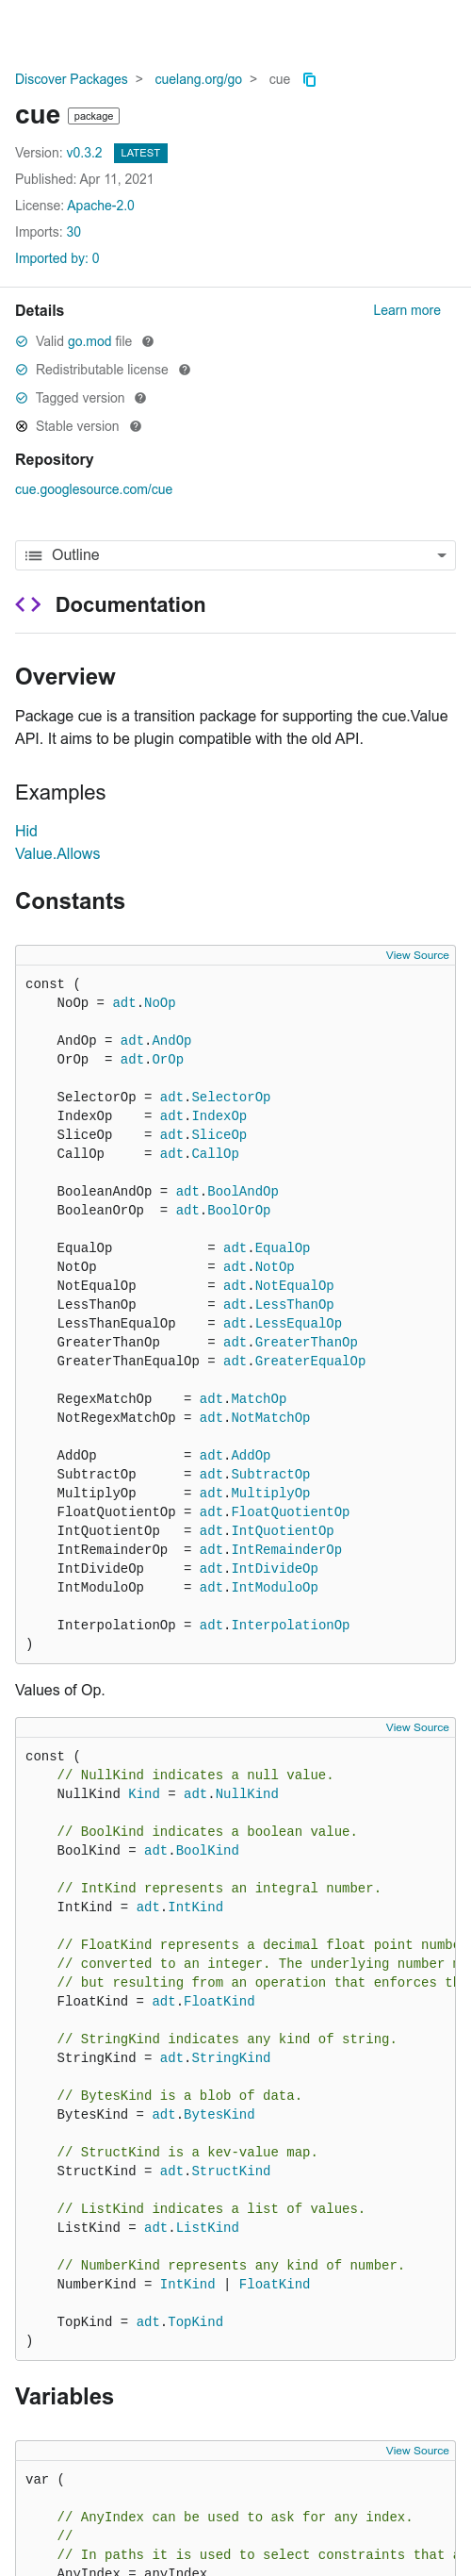 Discover Packages > cuelang.org/go > cue
cue package
Version: v0.3.2 LATEST
Published: Apr 11, 2021
License: Apache-2.0
Imports: 30
Imported by: 0
Details Learn more
Valid go.mod file
Redistributable license
Tagged version
Stable version
Repository
cue.googlesource.com/cue
Outline
Documentation
Overview
Package cue is a transition package for supporting the cue.Value
API. It aims to be plugin compatible with the old API.
Examples
Hid
Value.Allows
Constants
View Source
const (
    NoOp = adt.NoOp
    AndOp = adt.AndOp
    OrOp  = adt.OrOp
    SelectorOp = adt.SelectorOp
    IndexOp    = adt.IndexOp
    SliceOp    = adt.SliceOp
    CallOp     = adt.CallOp
    BooleanAndOp = adt.BoolAndOp
    BooleanOrOp  = adt.BoolOrOp
    EqualOp            = adt.EqualOp
    NotOp              = adt.NotOp
    NotEqualOp         = adt.NotEqualOp
    LessThanOp         = adt.LessThanOp
    LessThanEqualOp    = adt.LessEqualOp
    GreaterThanOp      = adt.GreaterThanOp
    GreaterThanEqualOp = adt.GreaterEqualOp
    RegexMatchOp    = adt.MatchOp
    NotRegexMatchOp = adt.NotMatchOp
    AddOp           = adt.AddOp
    SubtractOp      = adt.SubtractOp
    MultiplyOp      = adt.MultiplyOp
    FloatQuotientOp = adt.FloatQuotientOp
    IntQuotientOp   = adt.IntQuotientOp
    IntRemainderOp  = adt.IntRemainderOp
    IntDivideOp     = adt.IntDivideOp
    IntModuloOp     = adt.IntModuloOp
    InterpolationOp = adt.InterpolationOp
)
Values of Op.
View Source
const (
    // NullKind indicates a null value.
    NullKind Kind = adt.NullKind
    // BoolKind indicates a boolean value.
    BoolKind = adt.BoolKind
    // IntKind represents an integral number.
    IntKind = adt.IntKind
    // FloatKind represents a decimal float point
    // converted to an integer. The underlying number
    // but resulting from an operation that enforces
    FloatKind = adt.FloatKind
    // StringKind indicates any kind of string.
    StringKind = adt.StringKind
    // BytesKind is a blob of data.
    BytesKind = adt.BytesKind
    // StructKind is a kev-value map.
    StructKind = adt.StructKind
    // ListKind indicates a list of values.
    ListKind = adt.ListKind
    // NumberKind represents any kind of number.
    NumberKind = IntKind | FloatKind
    TopKind = adt.TopKind
)
Variables
View Source
var (
    // AnyIndex can be used to ask for any index.
    //
    // In paths it is used to select constraints that
    AnyIndex = anyIndex